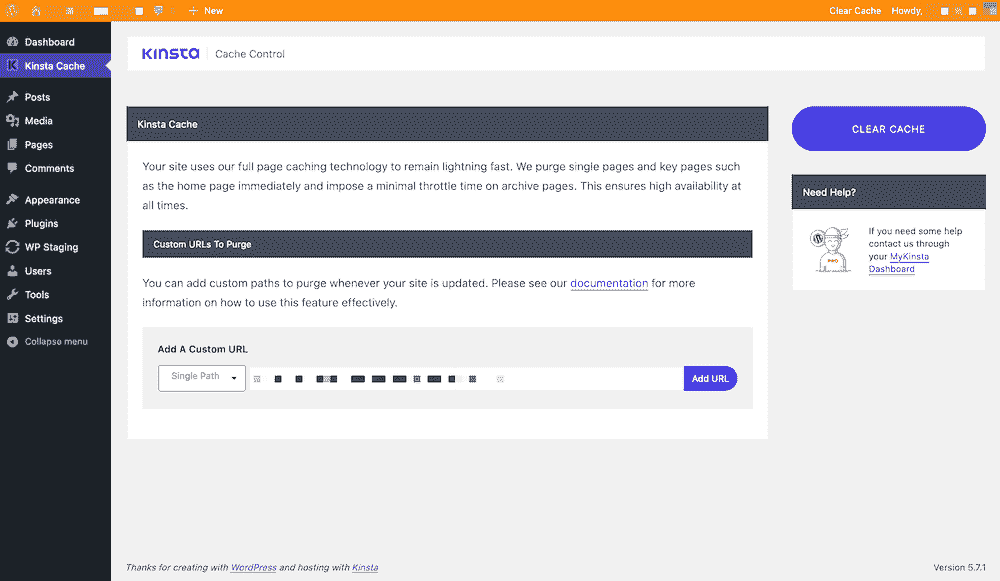 New
Clear Cache Howdy,
Dashboard
Kinsta Cache
Posts
Media
Pages
Comments
Appearance
Plugins
WP Staging
Users
Tools
Settings
Collapse menu
KINSTA Cache Control
Kinsta Cache
Your site uses our full page caching technology to remain lightning fast. We purge single pages and key pages such
as the home page immediately and impose a minimal throttle time on archive pages. This ensures high availability at
all times.
Custom URLs To Purge
You can add custom paths to purge whenever your site is updated. Please see our documentation for more
information on how to use this feature effectively.
Add A Custom URL
Single Path
Add URL
CLEAR CACHE
Need Help?
If you need some help
contact us through
your MyKinsta
Dashboard
Thanks for creating with WordPress and hosting with Kinsta
Version 5.7.1